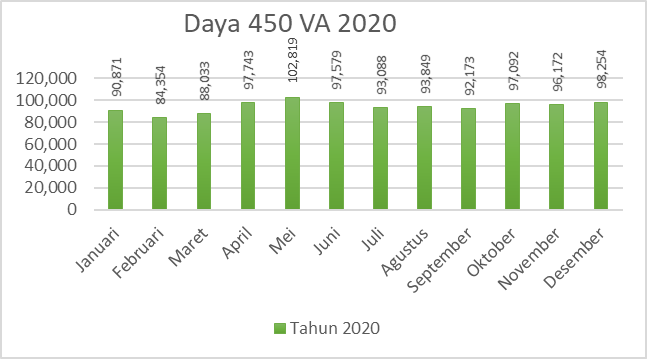 Daya 450 VA 2020
90,871
84,354
88,033
97,743
102,819
97,579
93,088
93,849
92,173
97,092
96,172
98,254
120,000
100,000
80,000
60,000
40,000
20,000
0
Januari
Februari
Maret
April
Mei
Juni
Juli
Agustus
September
Oktober
November
Desember
Tahun 2020